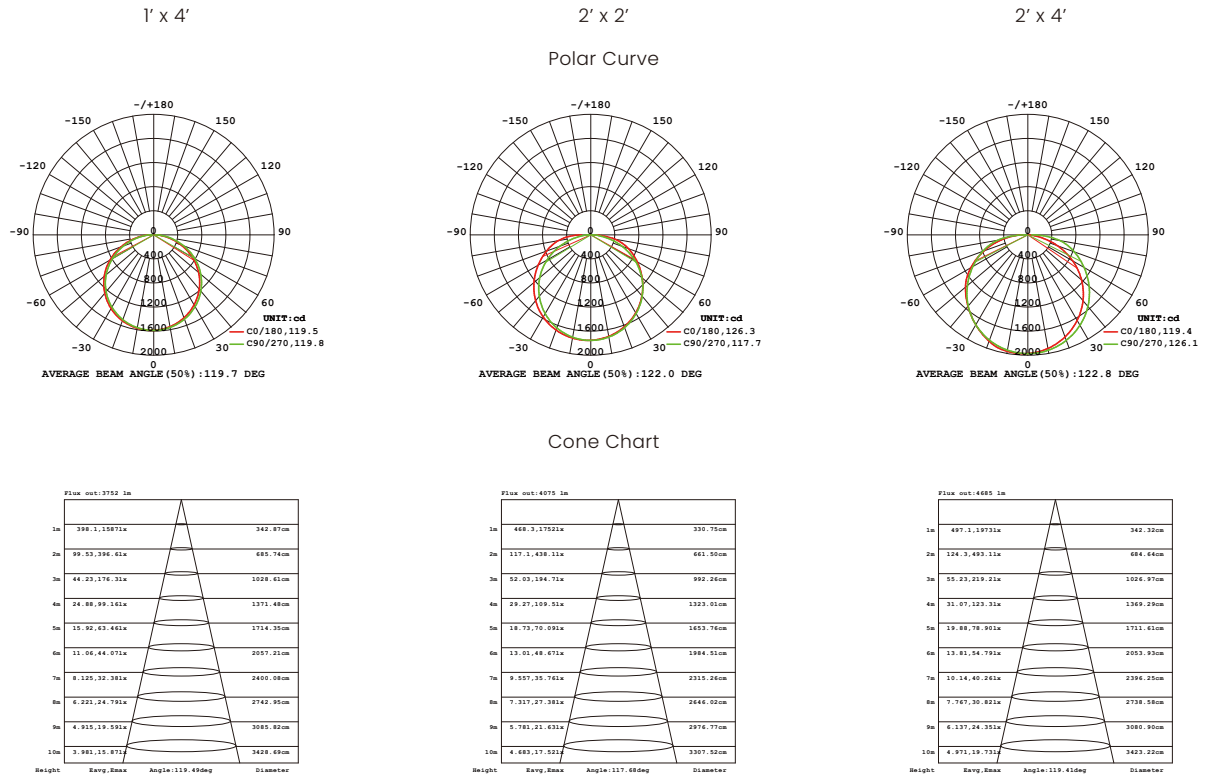 1’ x 4’
2’ x 2’
2’ x 4’
Polar Curve
-/+180
-150
150
-120
120
-90
90
-60
60
-30
30
0
0
400
800
1200
1600
2000
UNIT:cd
C0/180,119.5
C90/270,119.8
AVERAGE BEAM ANGLE(50%):119.7 DEG
-/+180
-150
150
-120
120
-90
90
-60
60
-30
30
0
0
400
800
1200
1600
2000
UNIT:cd
C0/180,126.3
C90/270,117.7
AVERAGE BEAM ANGLE(50%):122.0 DEG
-/+180
-150
150
-120
120
-90
90
-60
60
-30
30
0
0
400
800
1200
1600
2000
UNIT:cd
C0/180,119.4
C90/270,126.1
AVERAGE BEAM ANGLE(50%):122.8 DEG
Cone Chart
Flux out:3752 lm
1m 398.1,1587lx 342.87cm
2m 99.53,396.6lx 685.74cm
3m 44.23,176.3lx 1028.61cm
4m 24.88,99.16lx 1371.48cm
5m 15.92,63.46lx 1714.35cm
6m 11.06,44.07lx 2057.21cm
7m 8.125,32.38lx 2400.08cm
8m 6.221,24.79lx 2742.95cm
9m 4.915,19.59lx 3085.82cm
10m 3.981,15.87lx 3428.69cm
Height Eavg,Emax Angle:119.49deg Diameter
Flux out:4075 lm
1m 468.3,1752lx 330.75cm
2m 117.1,438.1lx 661.50cm
3m 52.03,194.7lx 992.26cm
4m 29.27,109.5lx 1323.01cm
5m 18.73,70.09lx 1653.76cm
6m 13.01,48.67lx 1984.51cm
7m 9.557,35.76lx 2315.26cm
8m 7.317,27.38lx 2646.02cm
9m 5.781,21.63lx 2976.77cm
10m 4.683,17.52lx 3307.52cm
Height Eavg,Emax Angle:117.68deg Diameter
Flux out:4685 lm
1m 497.1,1973lx 342.32cm
2m 124.3,493.1lx 684.64cm
3m 55.23,219.2lx 1026.97cm
4m 31.07,123.3lx 1369.29cm
5m 19.88,78.90lx 1711.61cm
6m 13.81,54.79lx 2053.93cm
7m 10.14,40.26lx 2396.25cm
8m 7.767,30.82lx 2738.58cm
9m 6.137,24.35lx 3080.90cm
10m 4.971,19.73lx 3423.22cm
Height Eavg,Emax Angle:119.41deg Diameter